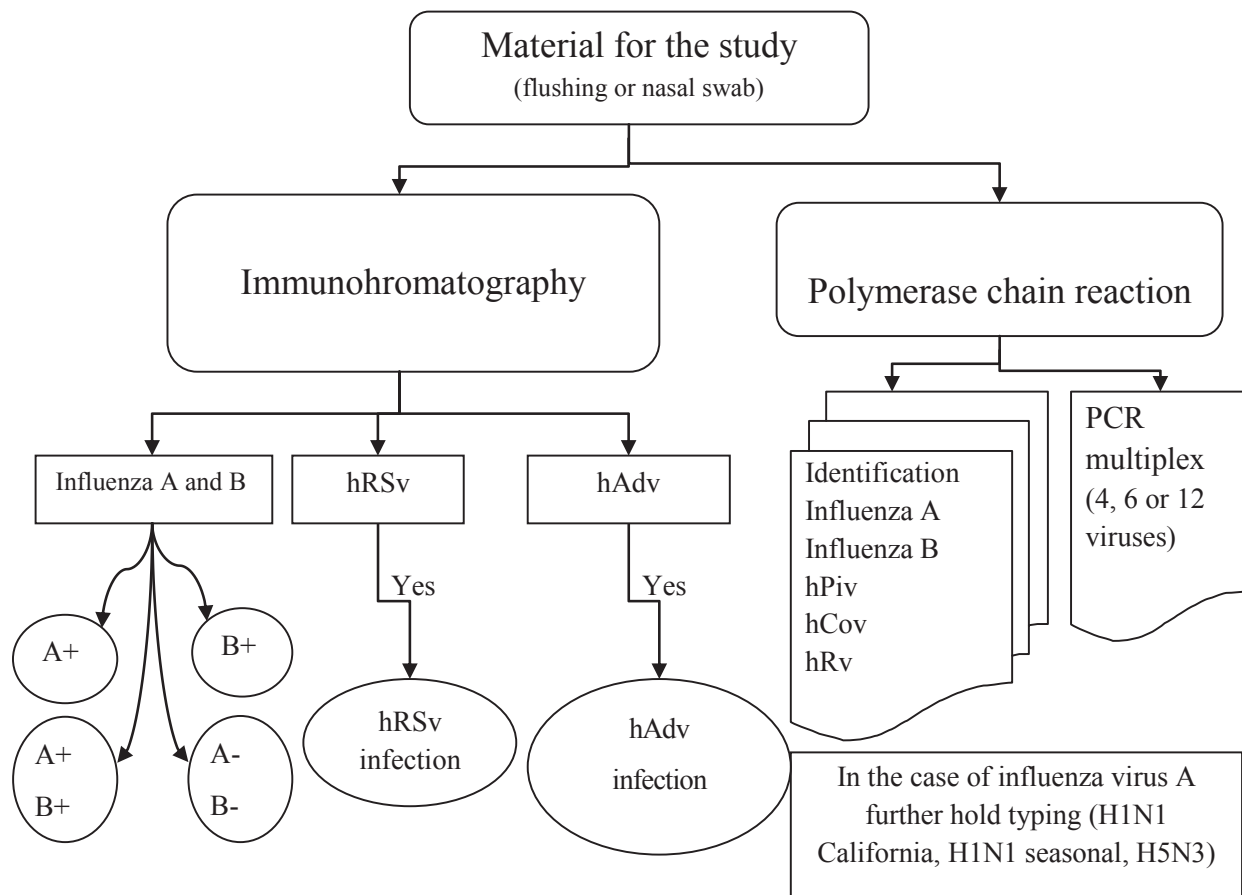 Material for the study
(flushing or nasal swab)
Immunohromatography
Polymerase chain reaction
Influenza A and B
hRSv
hAdv
Identification
Influenza A
Influenza B
hPiv
hCov
hRv
PCR
multiplex
(4, 6 or 12
viruses)
Yes
Yes
A+
B+
A+
B+
A-
B-
hRSv
infection
hAdv
infection
In the case of influenza virus A
further hold typing (H1N1
California, H1N1 seasonal, H5N3)